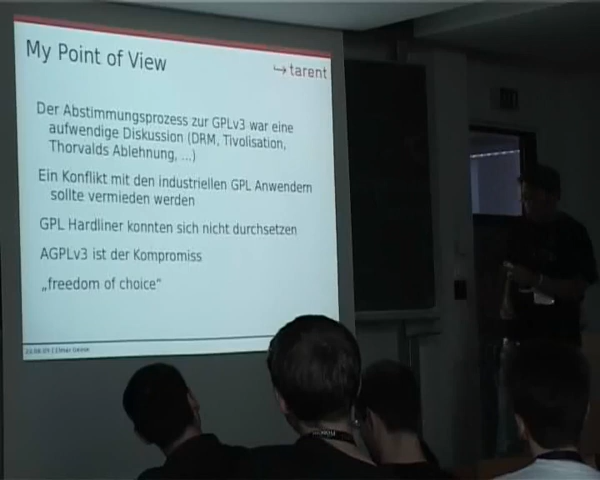 My Point of View
tarent
Der Abstimmungsprozess zur GPLv3 war eine
aufwendige Diskussion (DRM, Tivolisation,
Thorvalds Ablehnung, ...)
Ein Konflikt mit den industriellen GPL Anwendern
sollte vermieden werden
GPL Hardliner konnten sich nicht durchsetzen
AGPLv3 ist der Kompromiss
„freedom of choice“